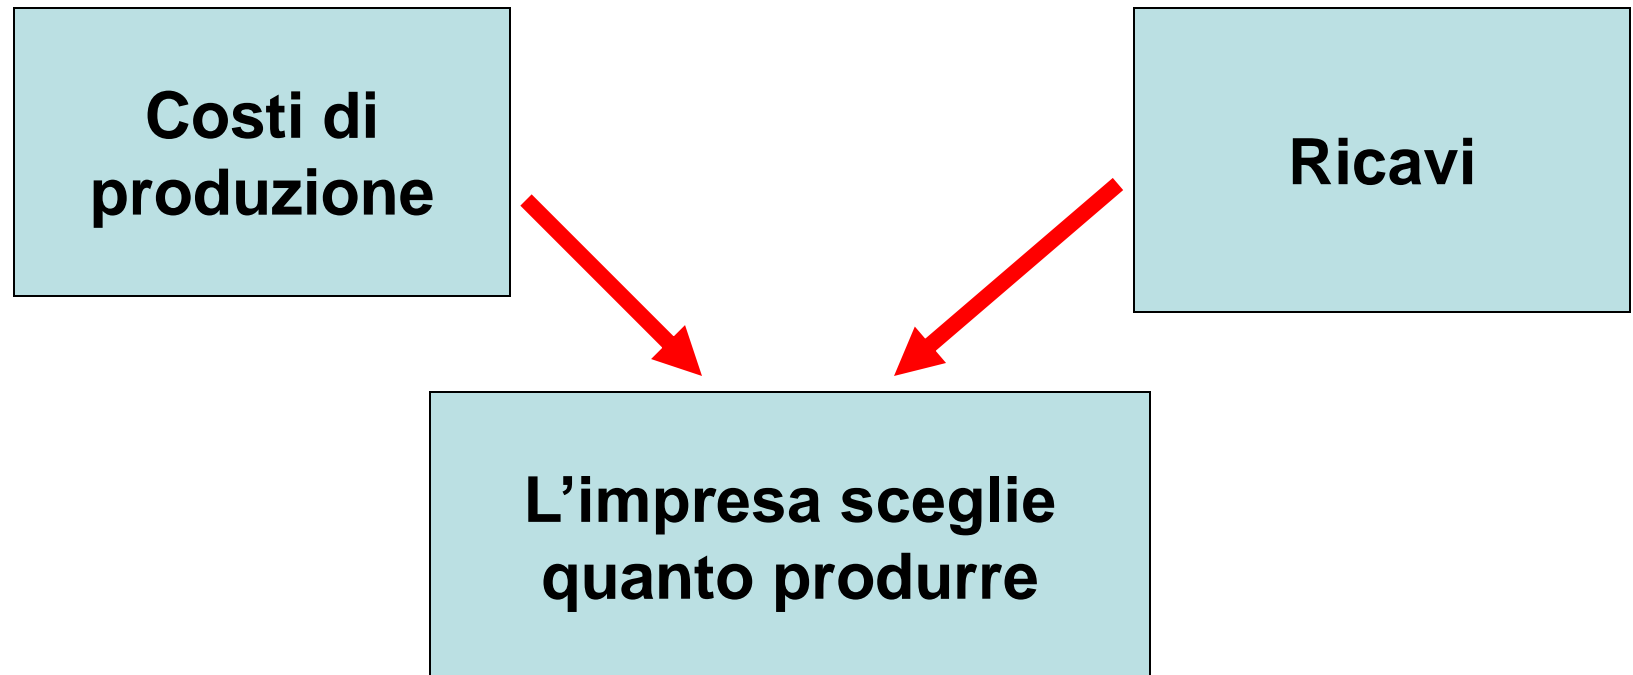 Costi di
produzione
Ricavi
L’impresa sceglie
quanto produrre